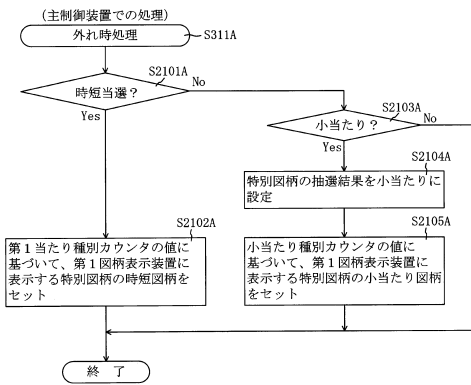 (主制御装置での処理)
外れ時処理
S311A
S2101A
時短当選？
No
Yes
S2103A
小当たり？
No
Yes
S2104A
特別図柄の抽選結果を小当たりに
設定
S2102A
第１当たり種別カウンタの値に
基づいて、第１図柄表示装置に
表示する特別図柄の時短図柄を
セット
S2105A
小当たり種別カウンタの値に
基づいて、第１図柄表示装置に
表示する特別図柄の小当たり図柄
をセット
終 了